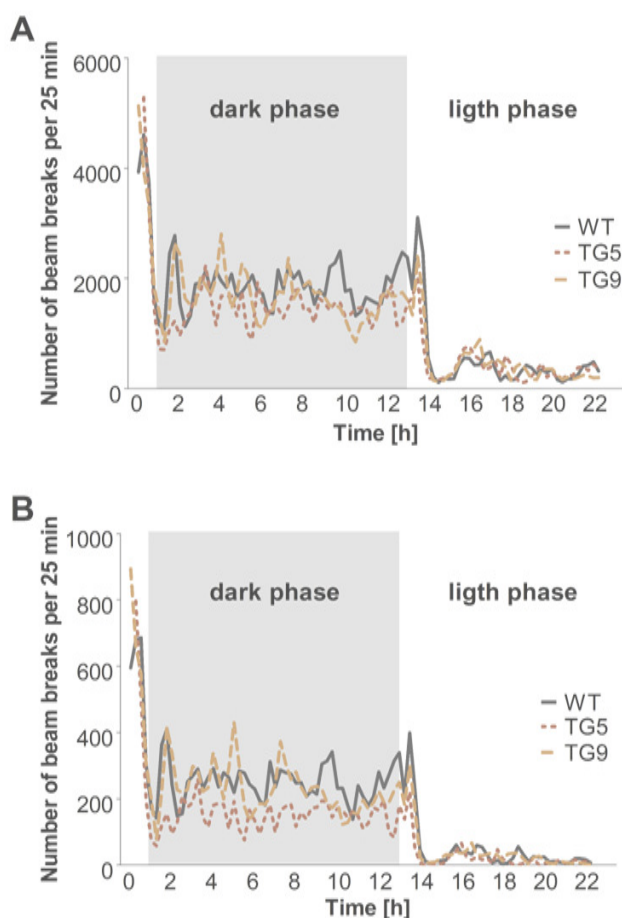 A
Number of beam breaks per 25 min
6000
4000
2000
0
dark phase
ligth phase
WT
TG5
TG9
0 2 4 6 8 10 12 14 16 18 20 22
Time [h]
B
Number of beam breaks per 25 min
1000
800
600
400
200
0
dark phase
ligth phase
WT
TG5
TG9
0 2 4 6 8 10 12 14 16 18 20 22
Time [h]